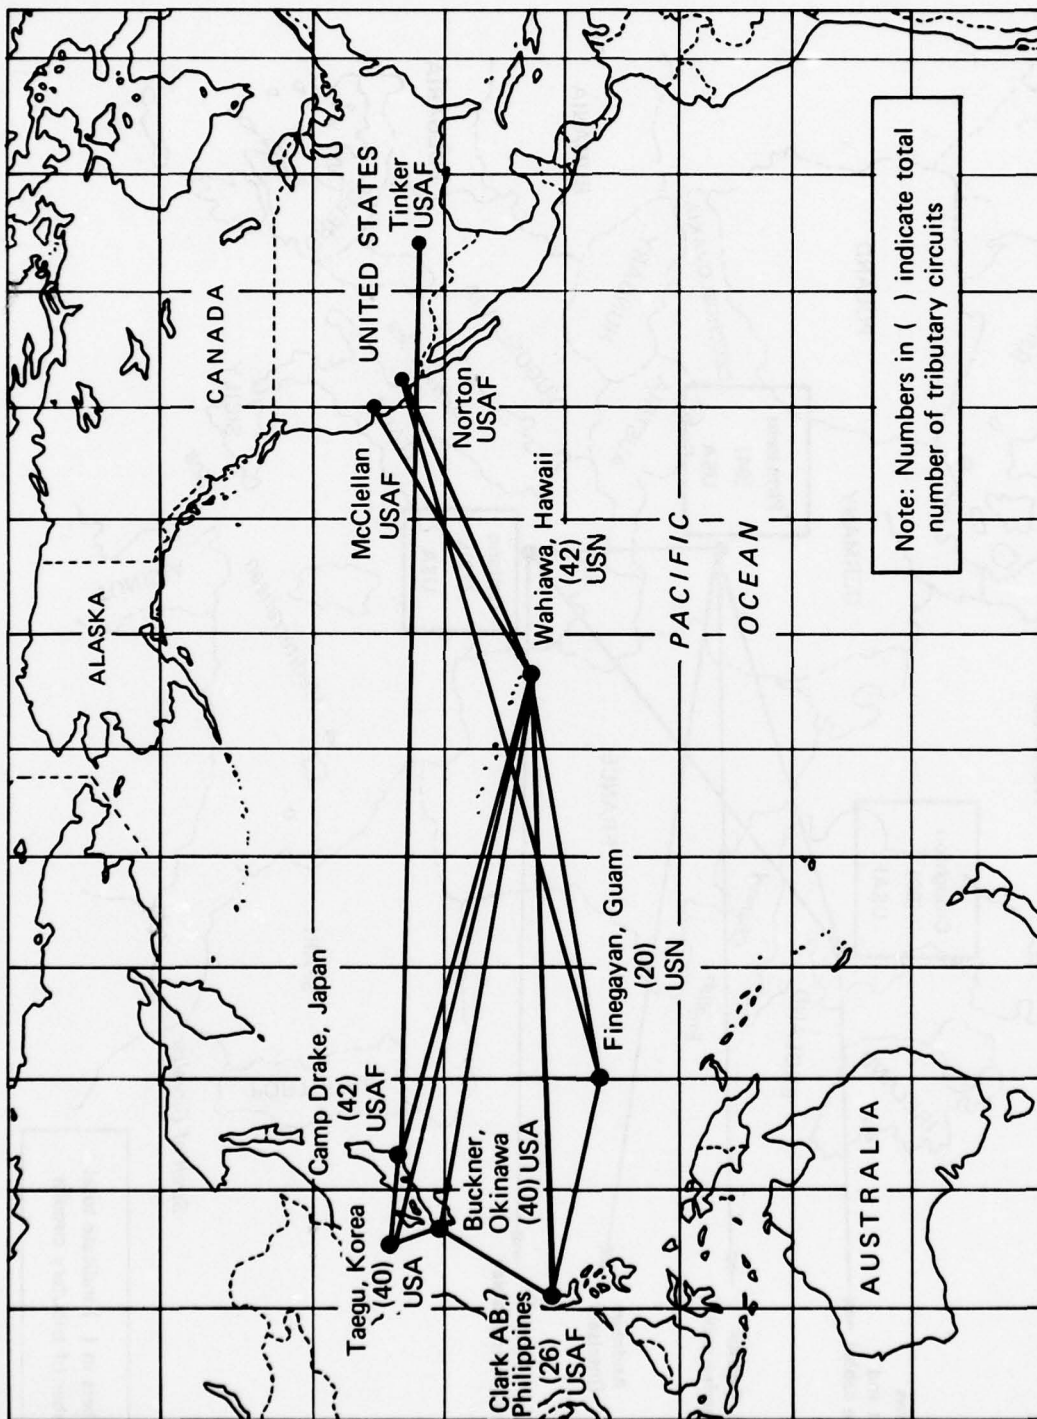 CANADA
ALASKA
UNITED STATES
Tinker
USAF
McClellan
USAF
Norton
USAF
Wahiawa, Hawaii
(42)
USN
PACIFIC
OCEAN
Camp Drake, Japan
(42)
USAF
Taegu, Korea
(40)
USA
Buckner,
Okinawa
(40) USA
Clark AB,
Philippines
(26)
USAF
Finegayan, Guam
(20)
USN
AUSTRALIA
Note: Numbers in ( ) indicate total
number of tributary circuits